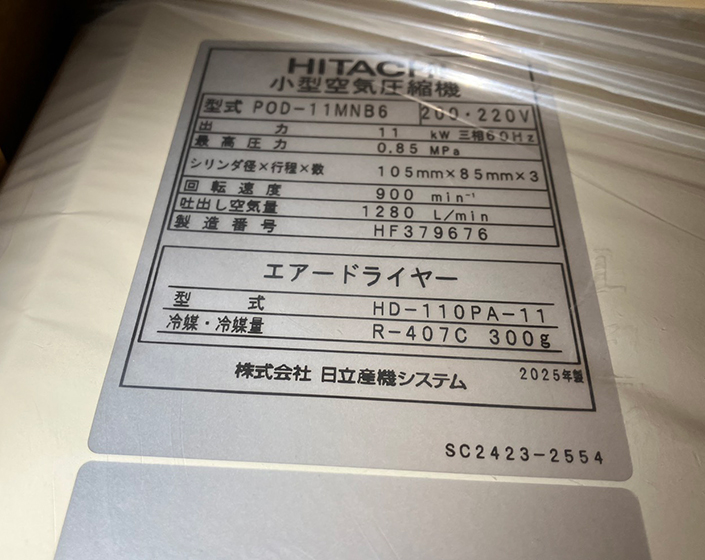 HITACHI
小型空気圧縮機
型式 POD-11MNB6 200・220V
出力 11 kW 三相60Hz
最高圧力 0.85 MPa
シリンダ径×行程×数 105mm×85mm×3
回転速度 900 min⁻¹
吐出し空気量 1280 L/min
製造番号 HF379676
エアードライヤー
型式 HD-110PA-11
冷媒・冷媒量 R-407C 300g
株式会社 日立産機システム 2025年製
SC2423-2554